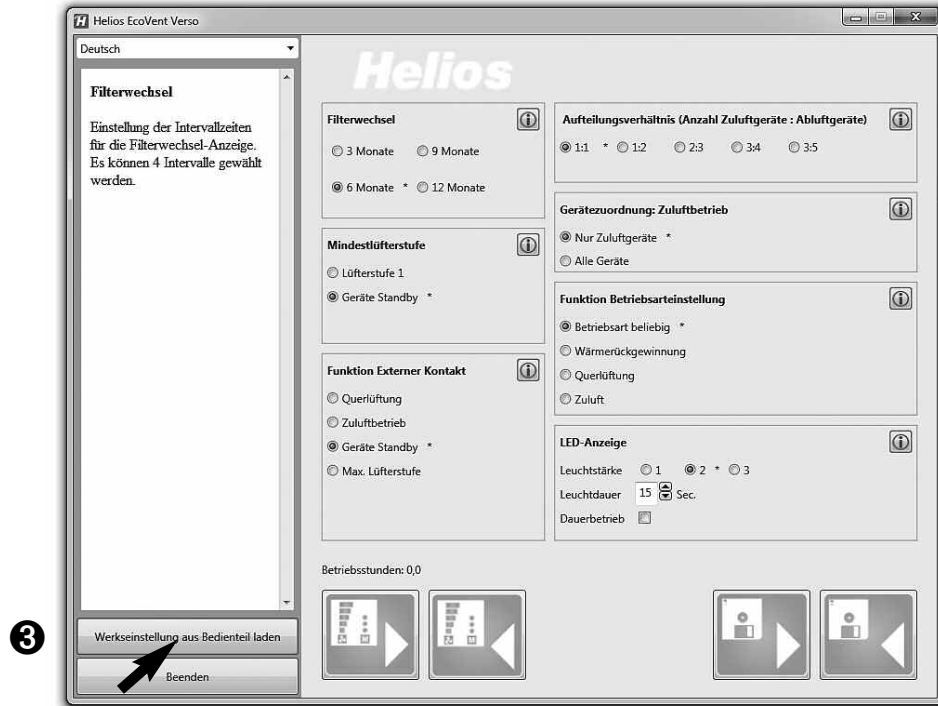 Helios EcoVent Verso
Deutsch
Filterwechsel
Einstellung der Intervallzeiten
für die Filterwechsel-Anzeige.
Es können 4 Intervalle gewählt
werden.
❸
Werkseinstellung aus Bedienteil laden
Beenden
Helios
Filterwechsel
3 Monate 9 Monate
6 Monate * 12 Monate
Mindestlüfterstufe
Lüfterstufe 1
Geräte Standby *
Funktion Externer Kontakt
Querlüftung
Zuluftbetrieb
Geräte Standby *
Max. Lüfterstufe
Aufteilungsverhältnis (Anzahl Zuluftgeräte : Abluftgeräte)
1:1 * 1:2 2:3 3:4 3:5
Gerätezuordnung: Zuluftbetrieb
Nur Zuluftgeräte *
Alle Geräte
Funktion Betriebsarteinstellung
Betriebsart beliebig *
Wärmerückgewinnung
Querlüftung
Zuluft
LED-Anzeige
Leuchtstärke 1 2 * 3
Leuchtdauer 15 Sec.
Dauerbetrieb
Betriebsstunden: 0,0